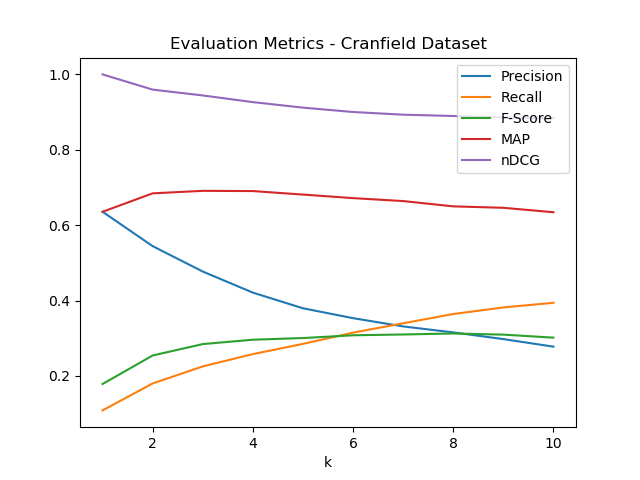 Evaluation Metrics - Cranfield Dataset
Precision
Recall
F-Score
MAP
nDCG
1.0
0.8
0.6
0.4
0.2
2
4
6
8
10
k